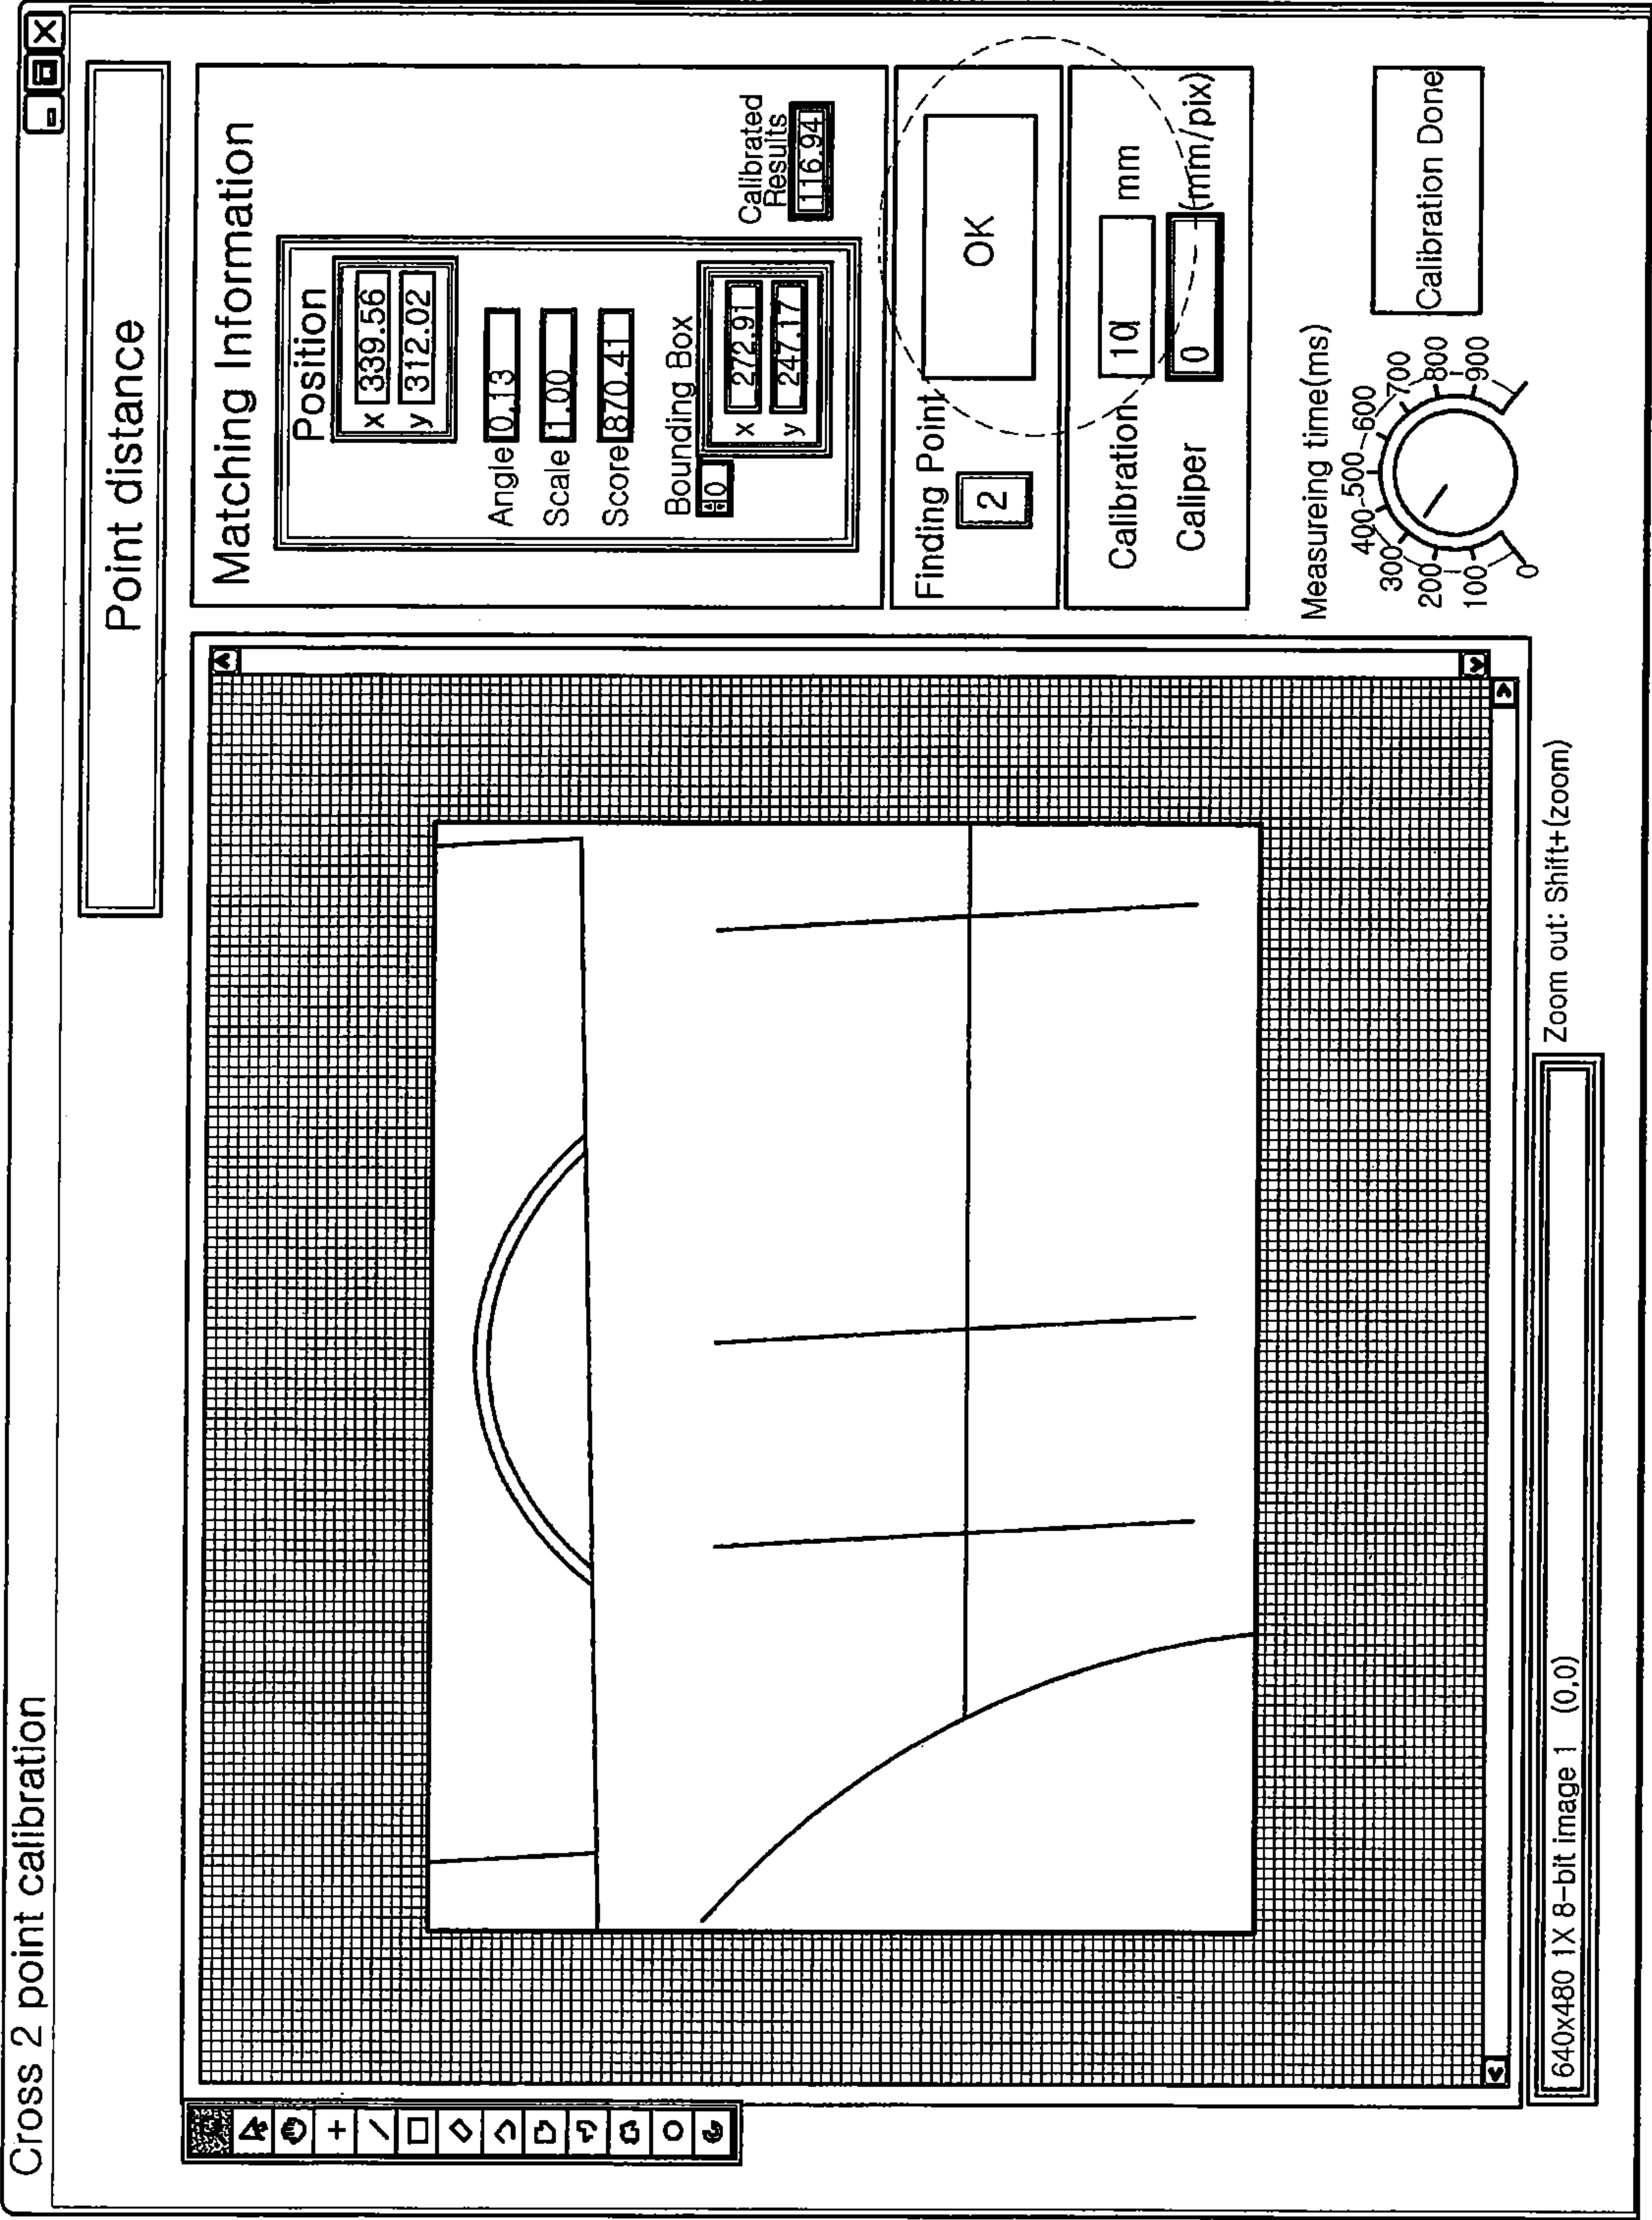 Cross 2 point calibration
Point distance
Matching Information
Position
x 339.56
y 312.02
Angle 0.13
Scale 1.00
Score 870.41
Bounding Box
0
x 272.91
y 247.17
Calibrated
Results
116.94
Finding Point
2
OK
Calibration 10 mm
Caliper 0 (mm/pix)
Measureing time(ms)
0
100
200
300
400
500
600
700
800
900
Calibration Done
640x480 1X 8-bit image 1 (0,0)
Zoom out: Shift+(zoom)